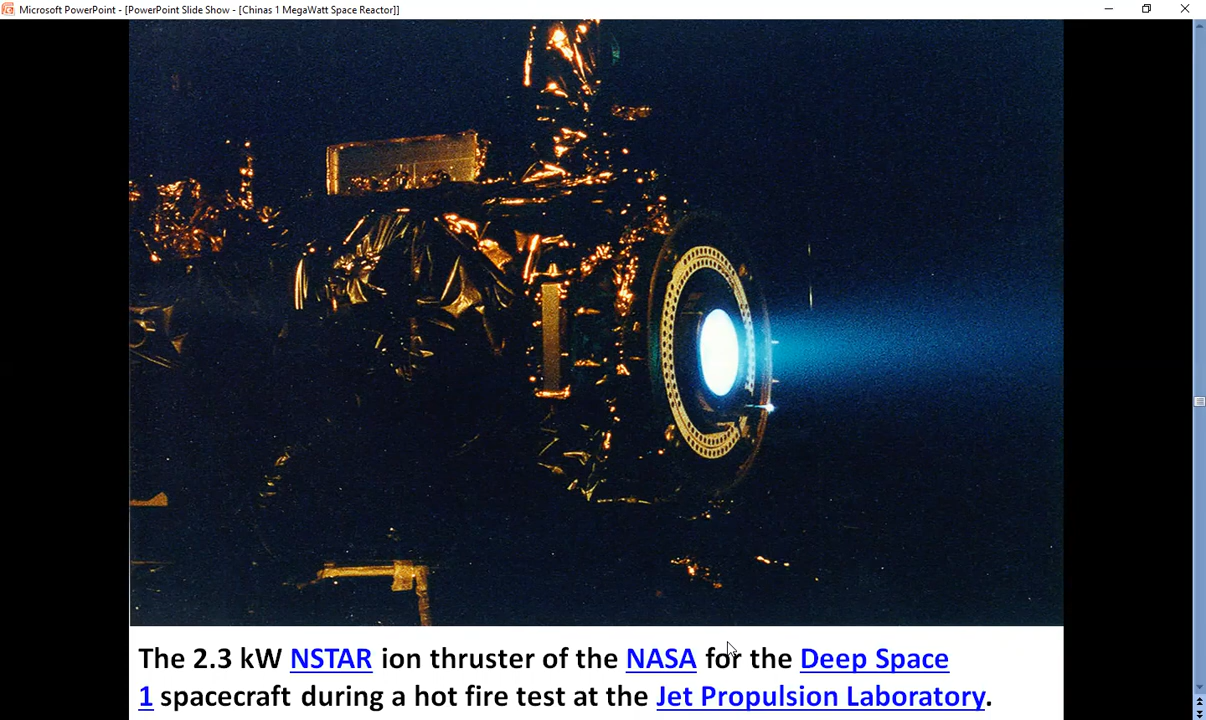 Microsoft PowerPoint - [PowerPoint Slide Show - [Chinas 1 MegaWatt Space Reactor]]
The 2.3 kW NSTAR ion thruster of the NASA for the Deep Space
1 spacecraft during a hot fire test at the Jet Propulsion Laboratory.